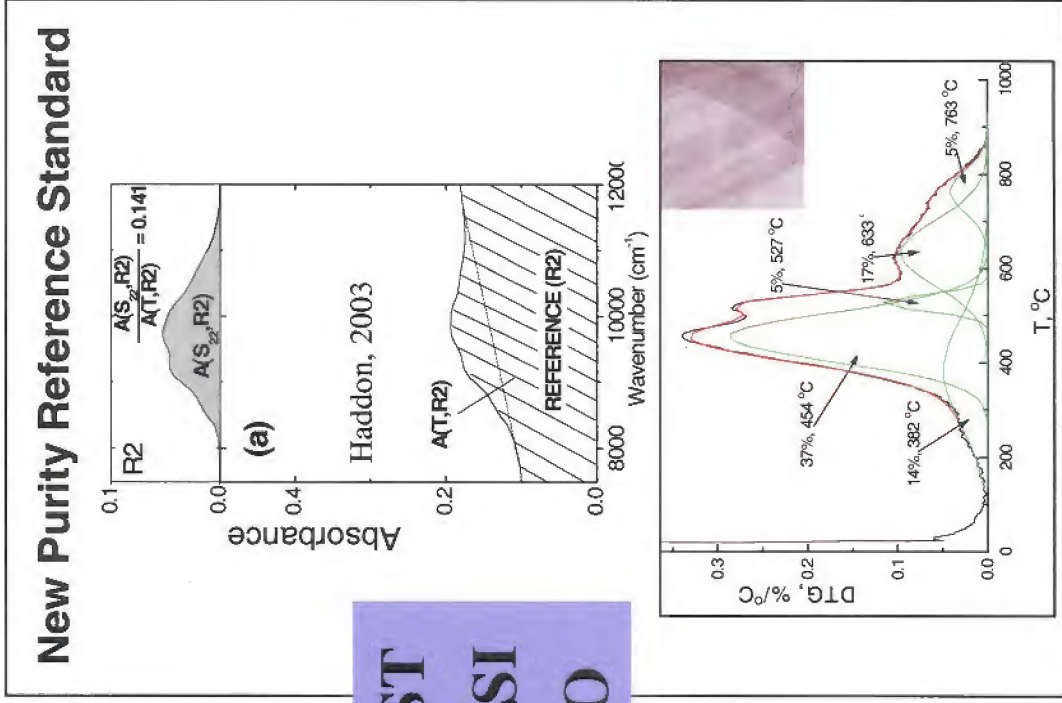 New Purity Reference Standard
0.1
0.0
R2
A(S22,R2)
A(T,R2)
= 0.141
A(S22,R2)
(a)
Haddon, 2003
0.4
0.2
0.0
Absorbance
A(T,R2)
REFERENCE (R2)
8000 10000 12000
Wavenumber (cm-1)
ST
SI
O
0.3
0.2
0.1
0.0
DTG, %/°C
37%, 454 °C
14%, 382 °C
5%, 527 °C
17%, 633 °
5%, 763 °C
0 200 400 600 800 1000
T, °C